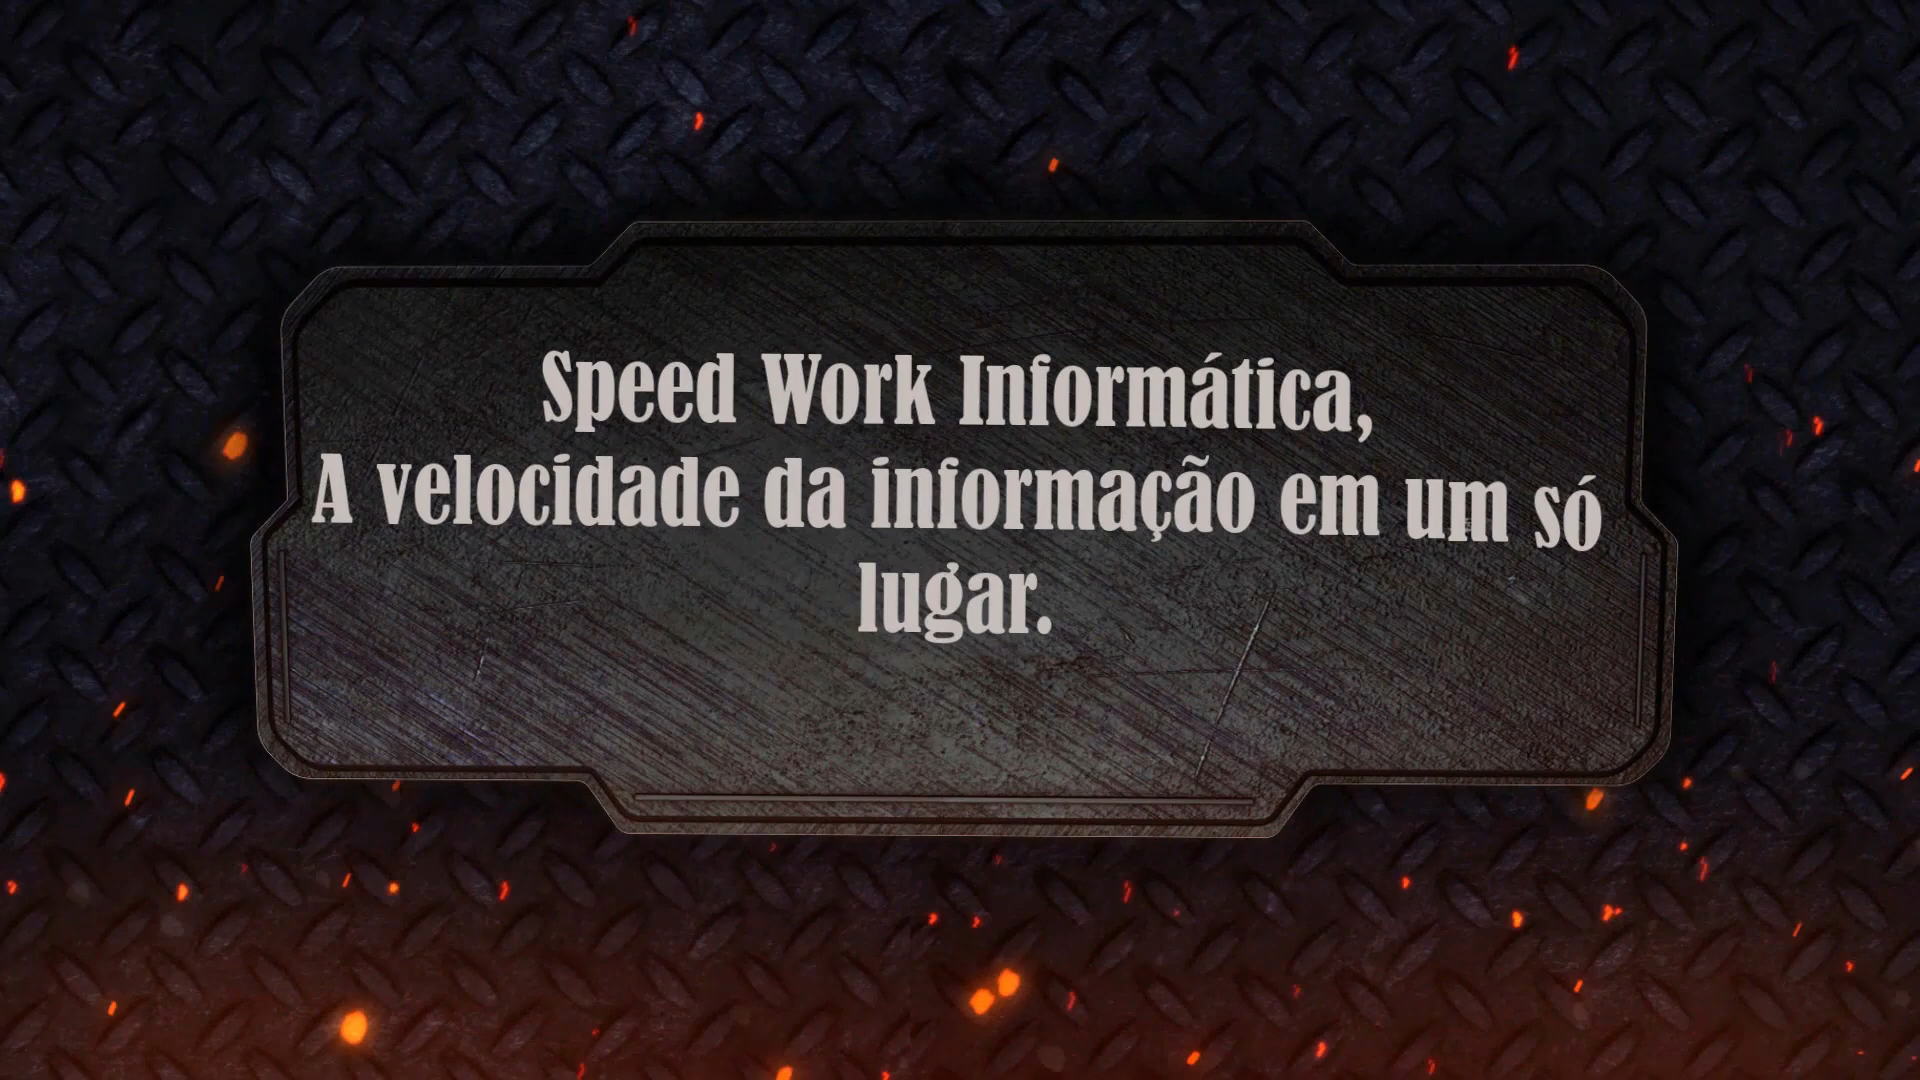 Speed Work Informática,
A velocidade da informação em um só
lugar.